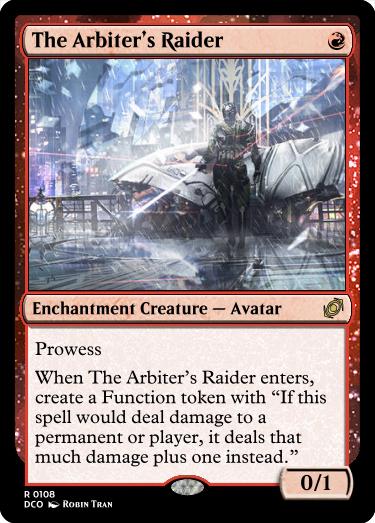 The Arbiter's Raider
Enchantment Creature — Avatar
Prowess
When The Arbiter's Raider enters,
create a Function token with “If this
spell would deal damage to a
permanent or player, it deals that
much damage plus one instead.”
0/1
R 0108
DCO Robin Tran